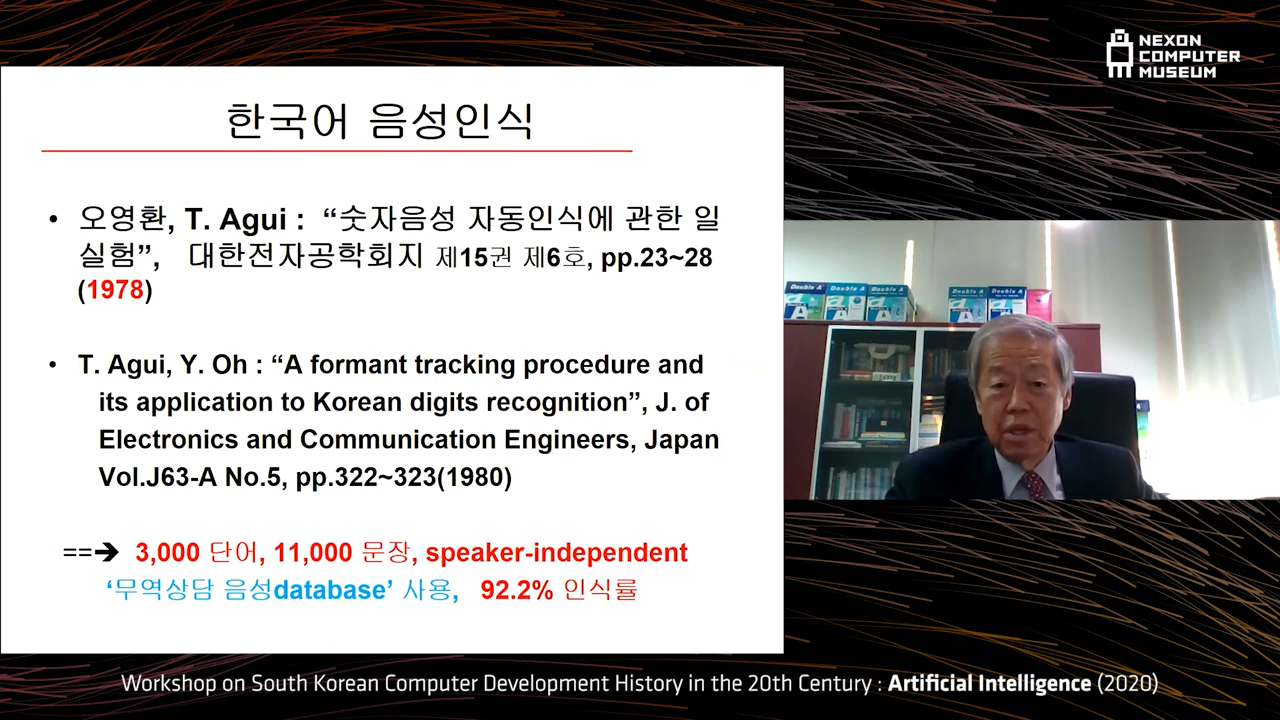 NEXON
COMPUTER
MUSEUM
한국어 음성인식
• 오영환, T. Agui : “숫자음성 자동인식에 관한 일
실험”, 대한전자공학회지 제15권 제6호, pp.23~28
(1978)
• T. Agui, Y. Oh : “A formant tracking procedure and
its application to Korean digits recognition”, J. of
Electronics and Communication Engineers, Japan
Vol.J63-A No.5, pp.322~323(1980)
==➔ 3,000 단어, 11,000 문장, speaker-independent
‘무역상담 음성database’ 사용, 92.2% 인식률
Double A Double A Double A Double A Double A
Workshop on South Korean Computer Development History in the 20th Century : Artificial Intelligence (2020)